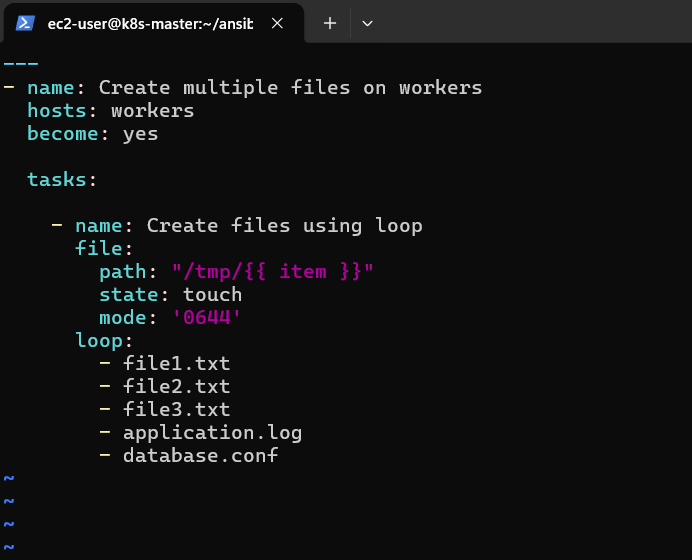 ec2-user@k8s-master:~/ansib
---
- name: Create multiple files on workers
  hosts: workers
  become: yes

  tasks:

    - name: Create files using loop
      file:
        path: "/tmp/{{ item }}"
        state: touch
        mode: '0644'
      loop:
        - file1.txt
        - file2.txt
        - file3.txt
        - application.log
        - database.conf
~
~
~
~